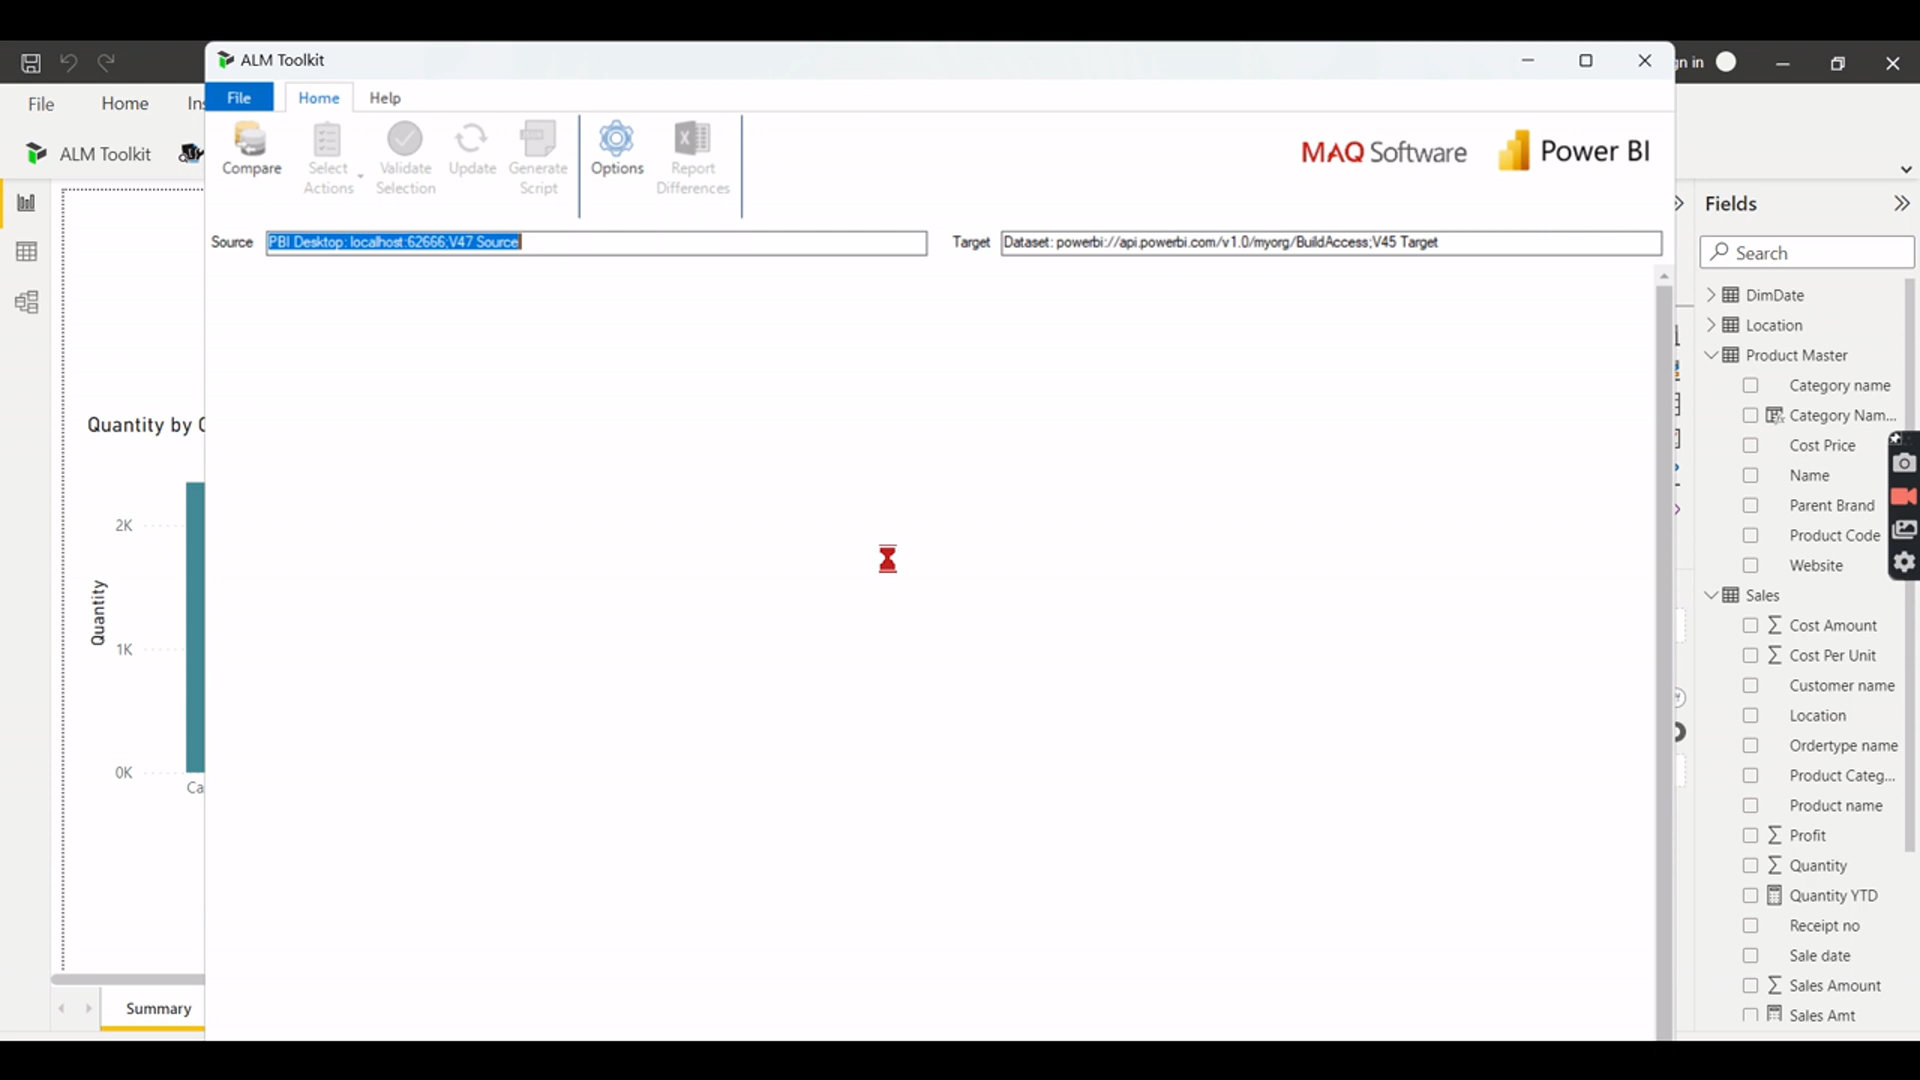 ALM Toolkit
gn in
File Home Ins
File Home Help
ALM Toolkit
Compare
Select Actions
Validate Selection
Update
Generate Script
Options
Report Differences
MAQ Software
Power BI
Source PBI Desktop: localhost:62666;V47 Source
Target Dataset: powerbi://api.powerbi.com/v1.0/myorg/BuildAccess;V45 Target
Fields
Search
DimDate
Location
Product Master
Category name
Category Nam...
Cost Price
Name
Parent Brand
Product Code
Website
Sales
Cost Amount
Cost Per Unit
Customer name
Location
Ordertype name
Product Categ...
Product name
Profit
Quantity
Quantity YTD
Receipt no
Sale date
Sales Amount
Sales Amt
Quantity by C
Quantity
2K
1K
0K
Ca
Summary